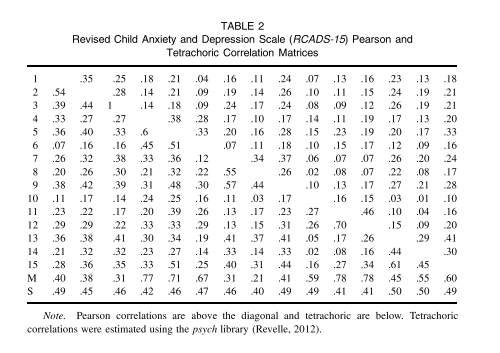 TABLE 2
Revised Child Anxiety and Depression Scale (RCADS-15) Pearson and
Tetrachoric Correlation Matrices
1 .35 .25 .18 .21 .04 .16 .11 .24 .07 .13 .16 .23 .13 .18
2 .54 .28 .14 .21 .09 .19 .14 .26 .10 .11 .15 .24 .19 .21
3 .39 .44 1 .14 .18 .09 .24 .17 .24 .08 .09 .12 .26 .19 .21
4 .33 .27 .27 .38 .28 .17 .10 .17 .14 .11 .19 .17 .13 .20
5 .36 .40 .33 .6 .33 .20 .16 .28 .15 .23 .19 .20 .17 .33
6 .07 .16 .16 .45 .51 .07 .11 .18 .10 .15 .17 .12 .09 .16
7 .26 .32 .38 .33 .36 .12 .34 .37 .06 .07 .07 .26 .20 .24
8 .20 .26 .30 .21 .32 .22 .55 .26 .02 .08 .07 .22 .08 .17
9 .38 .42 .39 .31 .48 .30 .57 .44 .10 .13 .17 .27 .21 .28
10 .11 .17 .14 .24 .25 .16 .11 .03 .17 .16 .15 .03 .01 .10
11 .23 .22 .17 .20 .39 .26 .13 .17 .23 .27 .46 .10 .04 .16
12 .29 .29 .22 .33 .33 .29 .13 .15 .31 .26 .70 .15 .09 .20
13 .36 .38 .41 .30 .34 .19 .41 .37 .41 .05 .17 .26 .29 .41
14 .21 .32 .32 .23 .27 .14 .33 .14 .33 .02 .08 .16 .44 .30
15 .28 .36 .35 .33 .51 .25 .40 .31 .44 .16 .27 .34 .61 .45
M .40 .38 .31 .77 .71 .67 .31 .21 .41 .59 .78 .78 .45 .55 .60
S .49 .45 .46 .42 .46 .47 .46 .40 .49 .49 .41 .41 .50 .50 .49
Note. Pearson correlations are above the diagonal and tetrachoric are below. Tetrachoric
correlations were estimated using the psych library (Revelle, 2012).